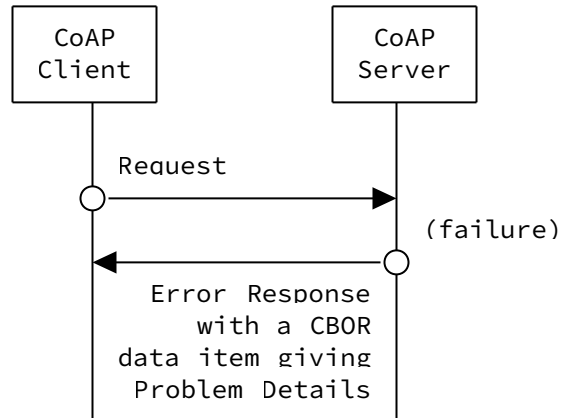 CoAP
Client
CoAP
Server
Request
(failure)
Error Response
with a CBOR
data item giving
Problem Details